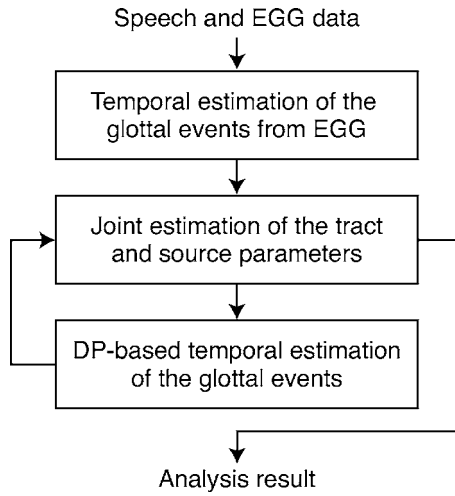 Speech and EGG data
Temporal estimation of the
glottal events from EGG
Joint estimation of the tract
and source parameters
DP-based temporal estimation
of the glottal events
Analysis result